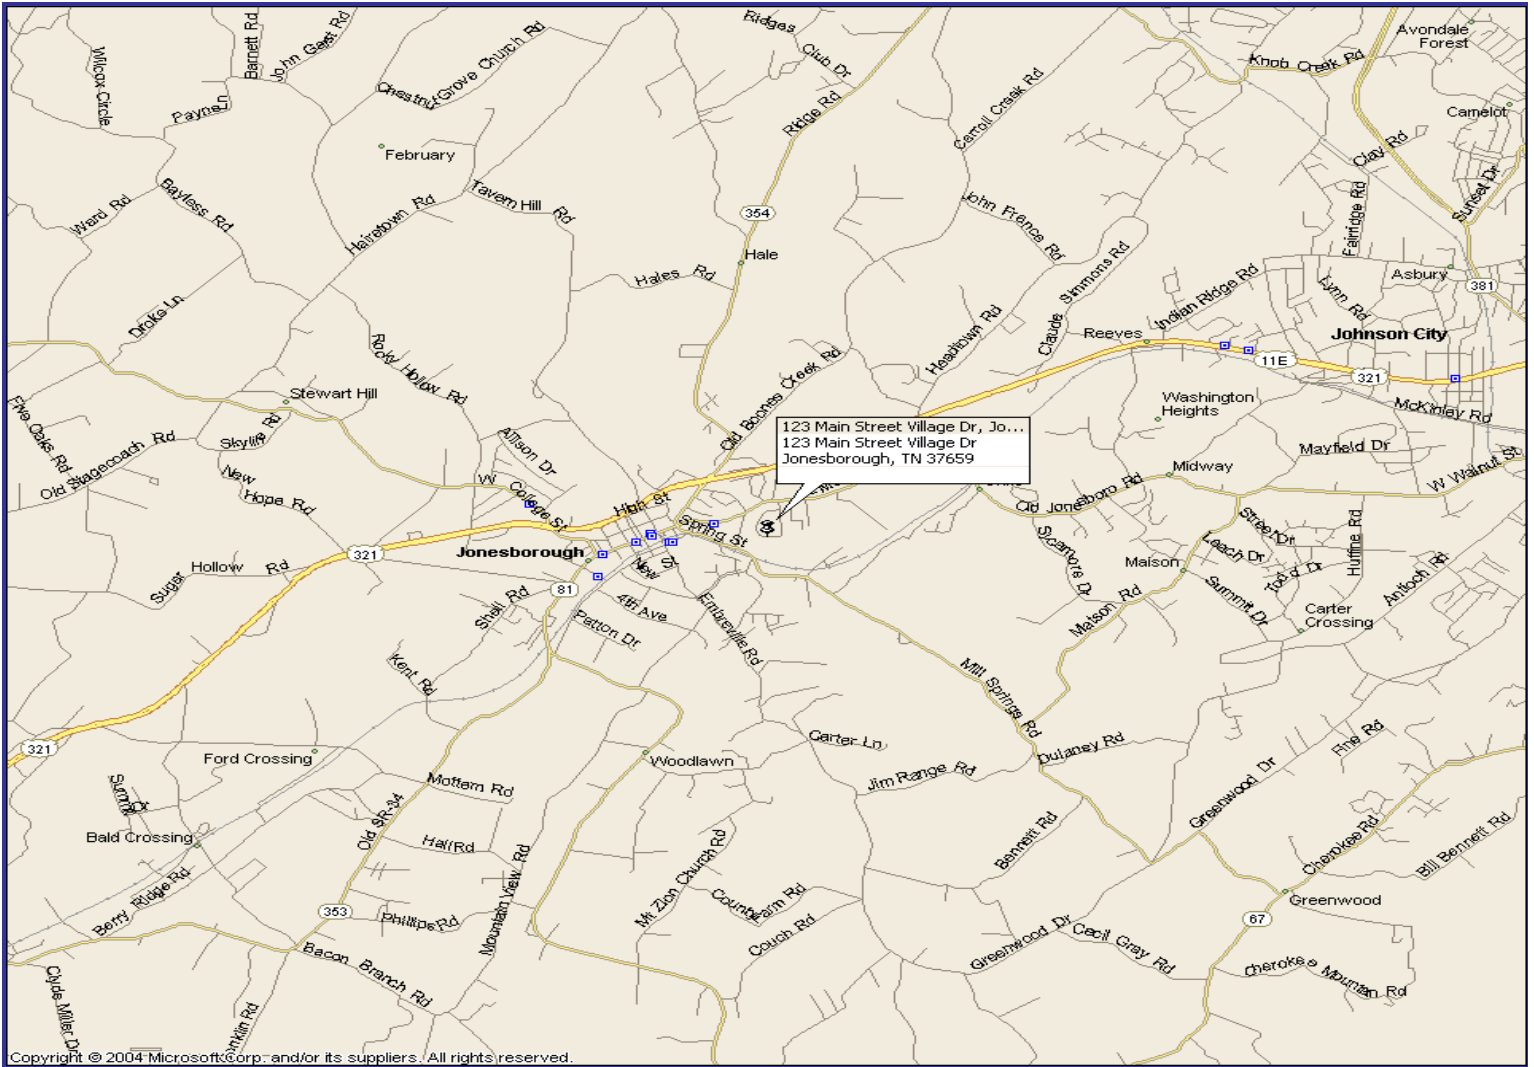 Wilcox Circle
Barnett Rd
John Gaist Rd
Chestnut Grove Church Rd
Ridges
Club Dr
Ridge Rd
Carroll Creek Rd
Knob Creek Rd
Avondale
Forest
Camelot
Payne Ln
February
Clay Rd
Sunset Dr
Ward Rd
Bayless Rd
Hairetown Rd
Tavern Hill Rd
354
John France Rd
Fairridge Rd
Hale
Hales Rd
Claude Simmons Rd
Indian Ridge Rd
Lynn Rd
Asbury
381
Droke Ln
Rocky Hollow Rd
Headtown Rd
Reeves
Johnson City
11E
321
McKinley Rd
Old Boones Creek Rd
Stewart Hill
Washington
Heights
Five Oaks Rd
Old Stagecoach Rd
Skyline Rd
Allison Dr
123 Main Street Village Dr, Jo...
123 Main Street Village Dr
Jonesborough, TN 37659
Mayfield Dr
Midway
W Walnut St
New
Hope Rd
W College St
High St
Spring St
Old Jonesboro Rd
Street Dr
Leach Dr
Todd Dr
Huffine Rd
Antioch Rd
Sycamore Dr
321
Jonesborough
New St
Sugar Hollow Rd
81
Shell Rd
4th Ave
Patton Dr
Embreville Rd
Matson Rd
Summit Dr
Carter
Crossing
Kent Rd
Mill Springs Rd
321
Ford Crossing
Woodlawn
Carter Ln
Jim Range Rd
Dulaney Rd
Greenwood Dr
Summit Dr
Mottern Rd
Old SR-34
Bald Crossing
Hall Rd
Mountain View Rd
Mt Zion Church Rd
Bennett Rd
Cherokee Rd
Bill Bennett Rd
Berry Ridge Rd
353
Phillips Rd
County Farm Rd
Couch Rd
Greenwood
67
Greenwood Dr
Cecil Gray Rd
Cherokee Mountain Rd
Bacon Branch Rd
Clyde Miller Dr
Copyright © 2004 Microsoft Corp. and/or its suppliers. All rights reserved.